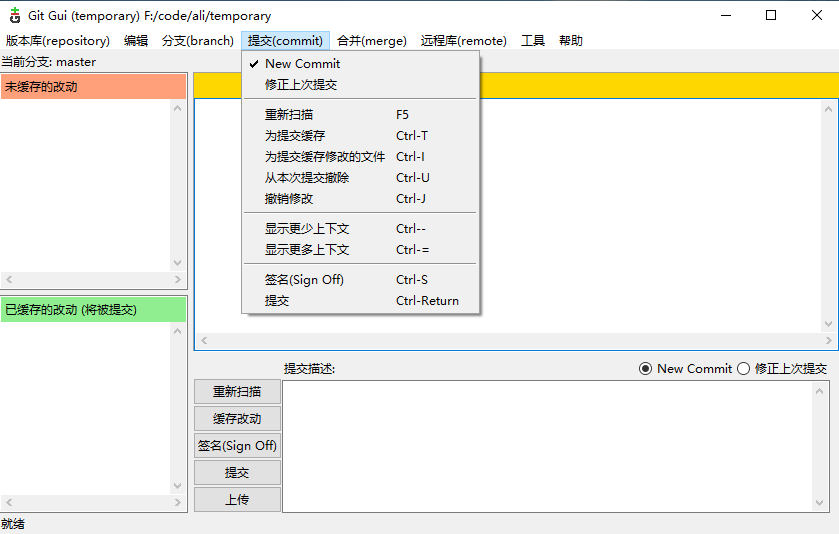 Git Gui (temporary) F:/code/ali/temporary
版本库(repository) 编辑 分支(branch) 提交(commit) 合并(merge) 远程库(remote) 工具 帮助
当前分支: master
未缓存的改动
New Commit
修正上次提交
重新扫描 F5
为提交缓存 Ctrl-T
为提交缓存修改的文件 Ctrl-I
从本次提交撤除 Ctrl-U
撤销修改 Ctrl-J
显示更少上下文 Ctrl--
显示更多上下文 Ctrl-=
签名(Sign Off) Ctrl-S
提交 Ctrl-Return
已缓存的改动 (将被提交)
提交描述: New Commit 修正上次提交
重新扫描
缓存改动
签名(Sign Off)
提交
上传
就绪